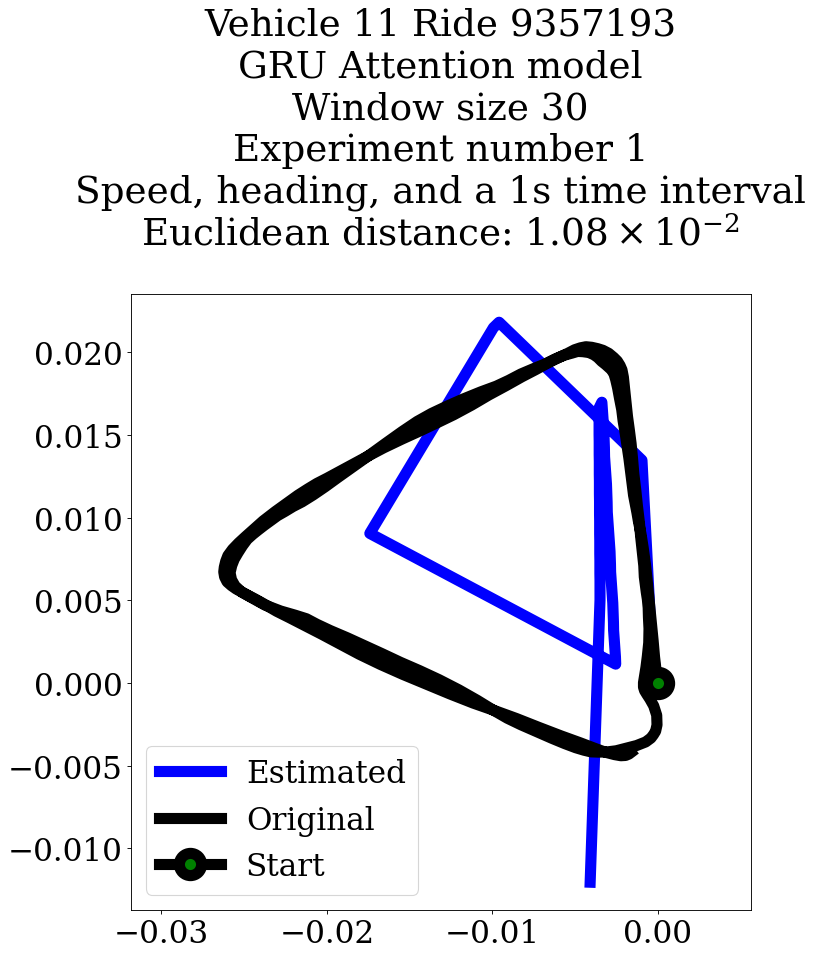 Vehicle 11 Ride 9357193
GRU Attention model
Window size 30
Experiment number 1
Speed, heading, and a 1s time interval
Euclidean distance: 1.08 × 10⁻²
0.020
0.015
0.010
0.005
0.000
−0.005
−0.010
Estimated
Original
Start
−0.03 −0.02 −0.01 0.00